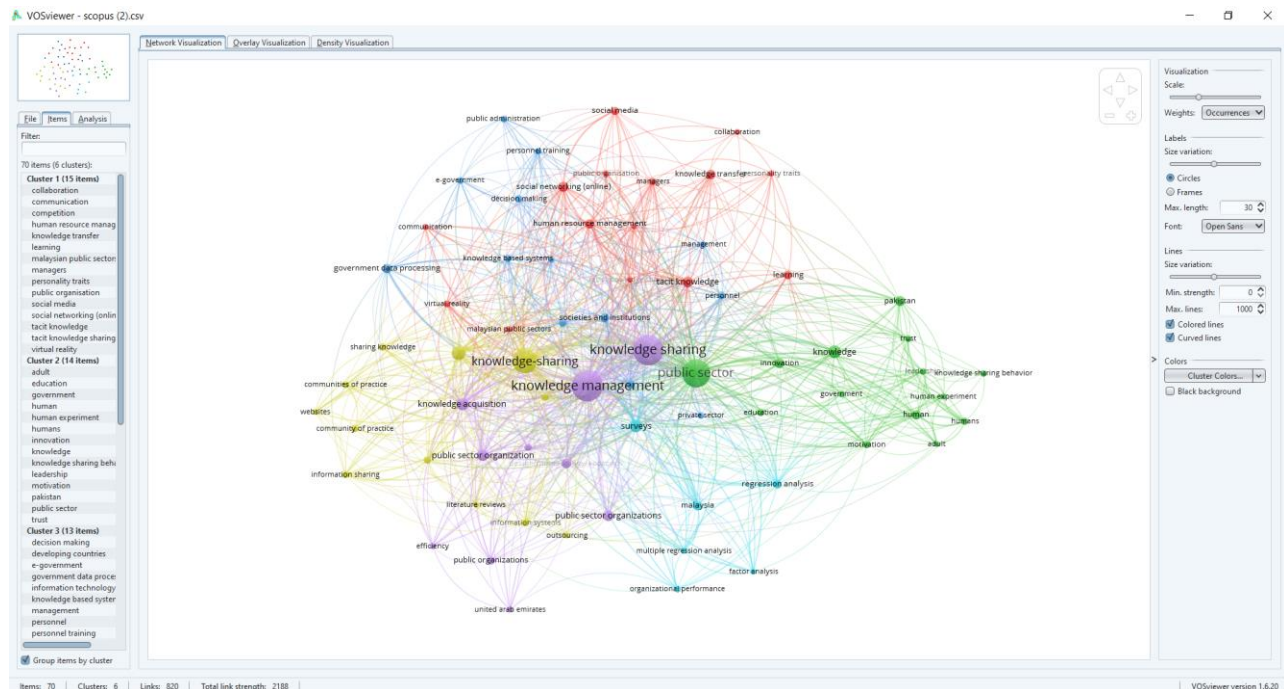 VOSviewer - scopus (2).csv
Network Visualization
Overlay Visualization
Density Visualization
File
Items
Analysis
Filter:
70 items (6 clusters):
Cluster 1 (15 items)
collaboration
communication
competition
human resource manag
knowledge transfer
learning
malaysian public sector
managers
personality traits
public organisation
social media
social networking (onlin
tacit knowledge
tacit knowledge sharing
virtual reality
Cluster 2 (14 items)
adult
education
government
human
human experiment
humans
innovation
knowledge
knowledge sharing beha
leadership
motivation
pakistan
public sector
trust
Cluster 3 (13 items)
decision making
developing countries
e-government
government data proce
information technology
knowledge based system
management
personnel
personnel training
Group items by cluster
social media
public administration
collaboration
personnel training
public organisation
knowledge transfer
personality traits
managers
e-government
social networking (online)
decision making
communication
human resource management
management
knowledge based systems
government data processing
learning
tacit knowledge
personnel
virtual reality
pakistan
societies and institutions
malaysian public sectors
trust
sharing knowledge
knowledge sharing
knowledge
knowledge-sharing
innovation
public sector
knowledge sharing behavior
communities of practice
knowledge management
government
human experiment
knowledge acquisition
websites
private sector
education
human
humans
community of practice
surveys
motivation
adult
public sector organization
information sharing
regression analysis
literature reviews
malaysia
public sector organizations
information systems
outsourcing
efficiency
multiple regression analysis
public organizations
factor analysis
organizational performance
united arab emirates
Visualization
Scale:
Weights: Occurrences
Labels
Size variation:
Circles
Frames
Max. length: 30
Font: Open Sans
Lines
Size variation:
Min. strength: 0
Max. lines: 1000
Colored lines
Curved lines
>
Colors
Cluster Colors...
Black background
Items: 70 | Clusters: 6 | Links: 820 | Total link strength: 2188 |
VOSviewer version 1.6.20